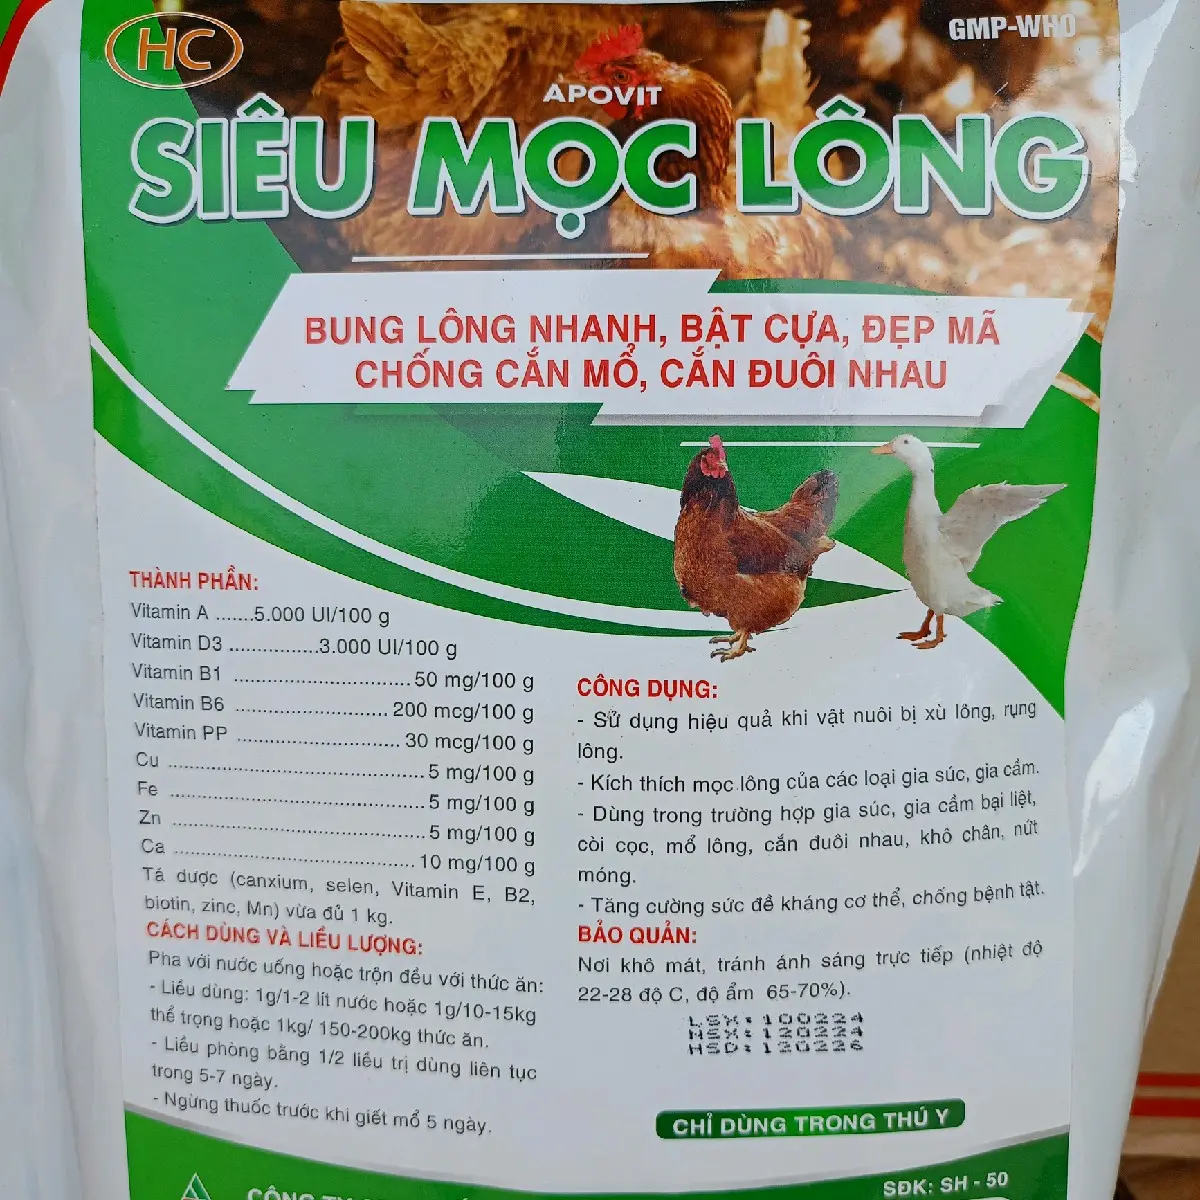 HC
GMP-WHO
APOVIT
SIÊU MỌC LÔNG
BUNG LÔNG NHANH, BẬT CỰA, ĐẸP MÃ
CHỐNG CẮN MỔ, CẮN ĐUÔI NHAU
THÀNH PHẦN:
Vitamin A .......5.000 UI/100 g
Vitamin D3 ................3.000 UI/100 g
Vitamin B1 ................................ 50 mg/100 g
Vitamin B6 ............................ 200 mcg/100 g
Vitamin PP .............................. 30 mcg/100 g
Cu .............................................. 5 mg/100 g
Fe .............................................. 5 mg/100 g
Zn .............................................. 5 mg/100 g
Ca ............................................ 10 mg/100 g
Tá dược (canxium, selen, Vitamin E, B2,
biotin, zinc, Mn) vừa đủ 1 kg.
CÁCH DÙNG VÀ LIỀU LƯỢNG:
Pha với nước uống hoặc trộn đều với thức ăn:
- Liều dùng: 1g/1-2 lít nước hoặc 1g/10-15kg
thể trọng hoặc 1kg/ 150-200kg thức ăn.
- Liều phòng bằng 1/2 liều trị dùng liên tục
trong 5-7 ngày.
- Ngừng thuốc trước khi giết mổ 5 ngày.
CÔNG DỤNG:
- Sử dụng hiệu quả khi vật nuôi bị xù lông, rụng
lông.
- Kích thích mọc lông của các loại gia súc, gia cầm.
- Dùng trong trường hợp gia súc, gia cầm bại liệt,
còi cọc, mổ lông, cắn đuôi nhau, khô chân, nứt
móng.
- Tăng cường sức đề kháng cơ thể, chống bệnh tật.
BẢO QUẢN:
Nơi khô mát, tránh ánh sáng trực tiếp (nhiệt độ
22-28 độ C, độ ẩm 65-70%).
LSX:100224
NSX:120224
HSD:120226
CHỈ DÙNG TRONG THÚ Y
SĐK: SH - 50
CÔNG TY